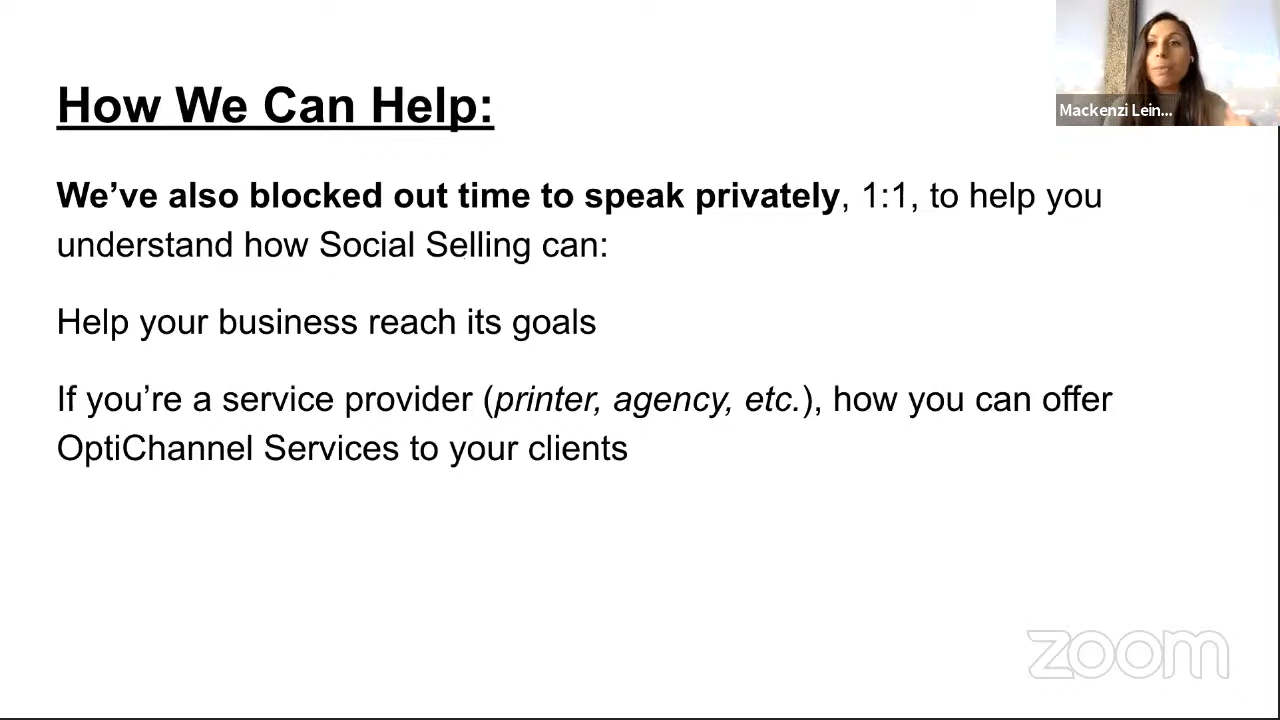 How We Can Help:
Mackenzi Lein...
We’ve also blocked out time to speak privately, 1:1, to help you
understand how Social Selling can:
Help your business reach its goals
If you’re a service provider (printer, agency, etc.), how you can offer
OptiChannel Services to your clients
zoom